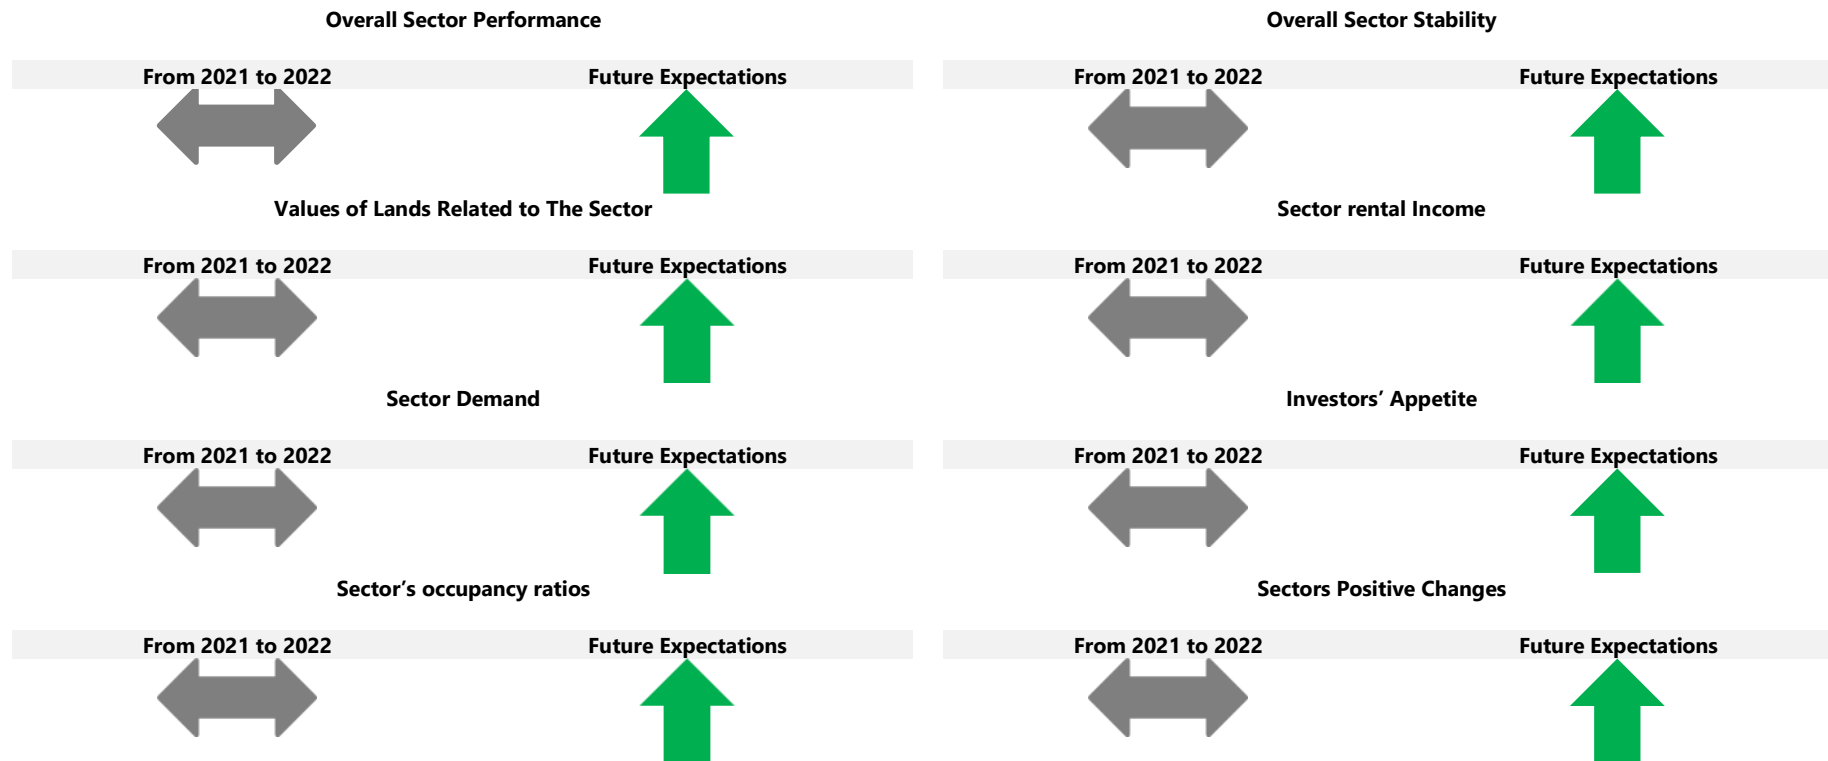 Overall Sector Performance
Overall Sector Stability
From 2021 to 2022
Future Expectations
From 2021 to 2022
Future Expectations
Values of Lands Related to The Sector
Sector rental Income
From 2021 to 2022
Future Expectations
From 2021 to 2022
Future Expectations
Sector Demand
Investors’ Appetite
From 2021 to 2022
Future Expectations
From 2021 to 2022
Future Expectations
Sector’s occupancy ratios
Sectors Positive Changes
From 2021 to 2022
Future Expectations
From 2021 to 2022
Future Expectations